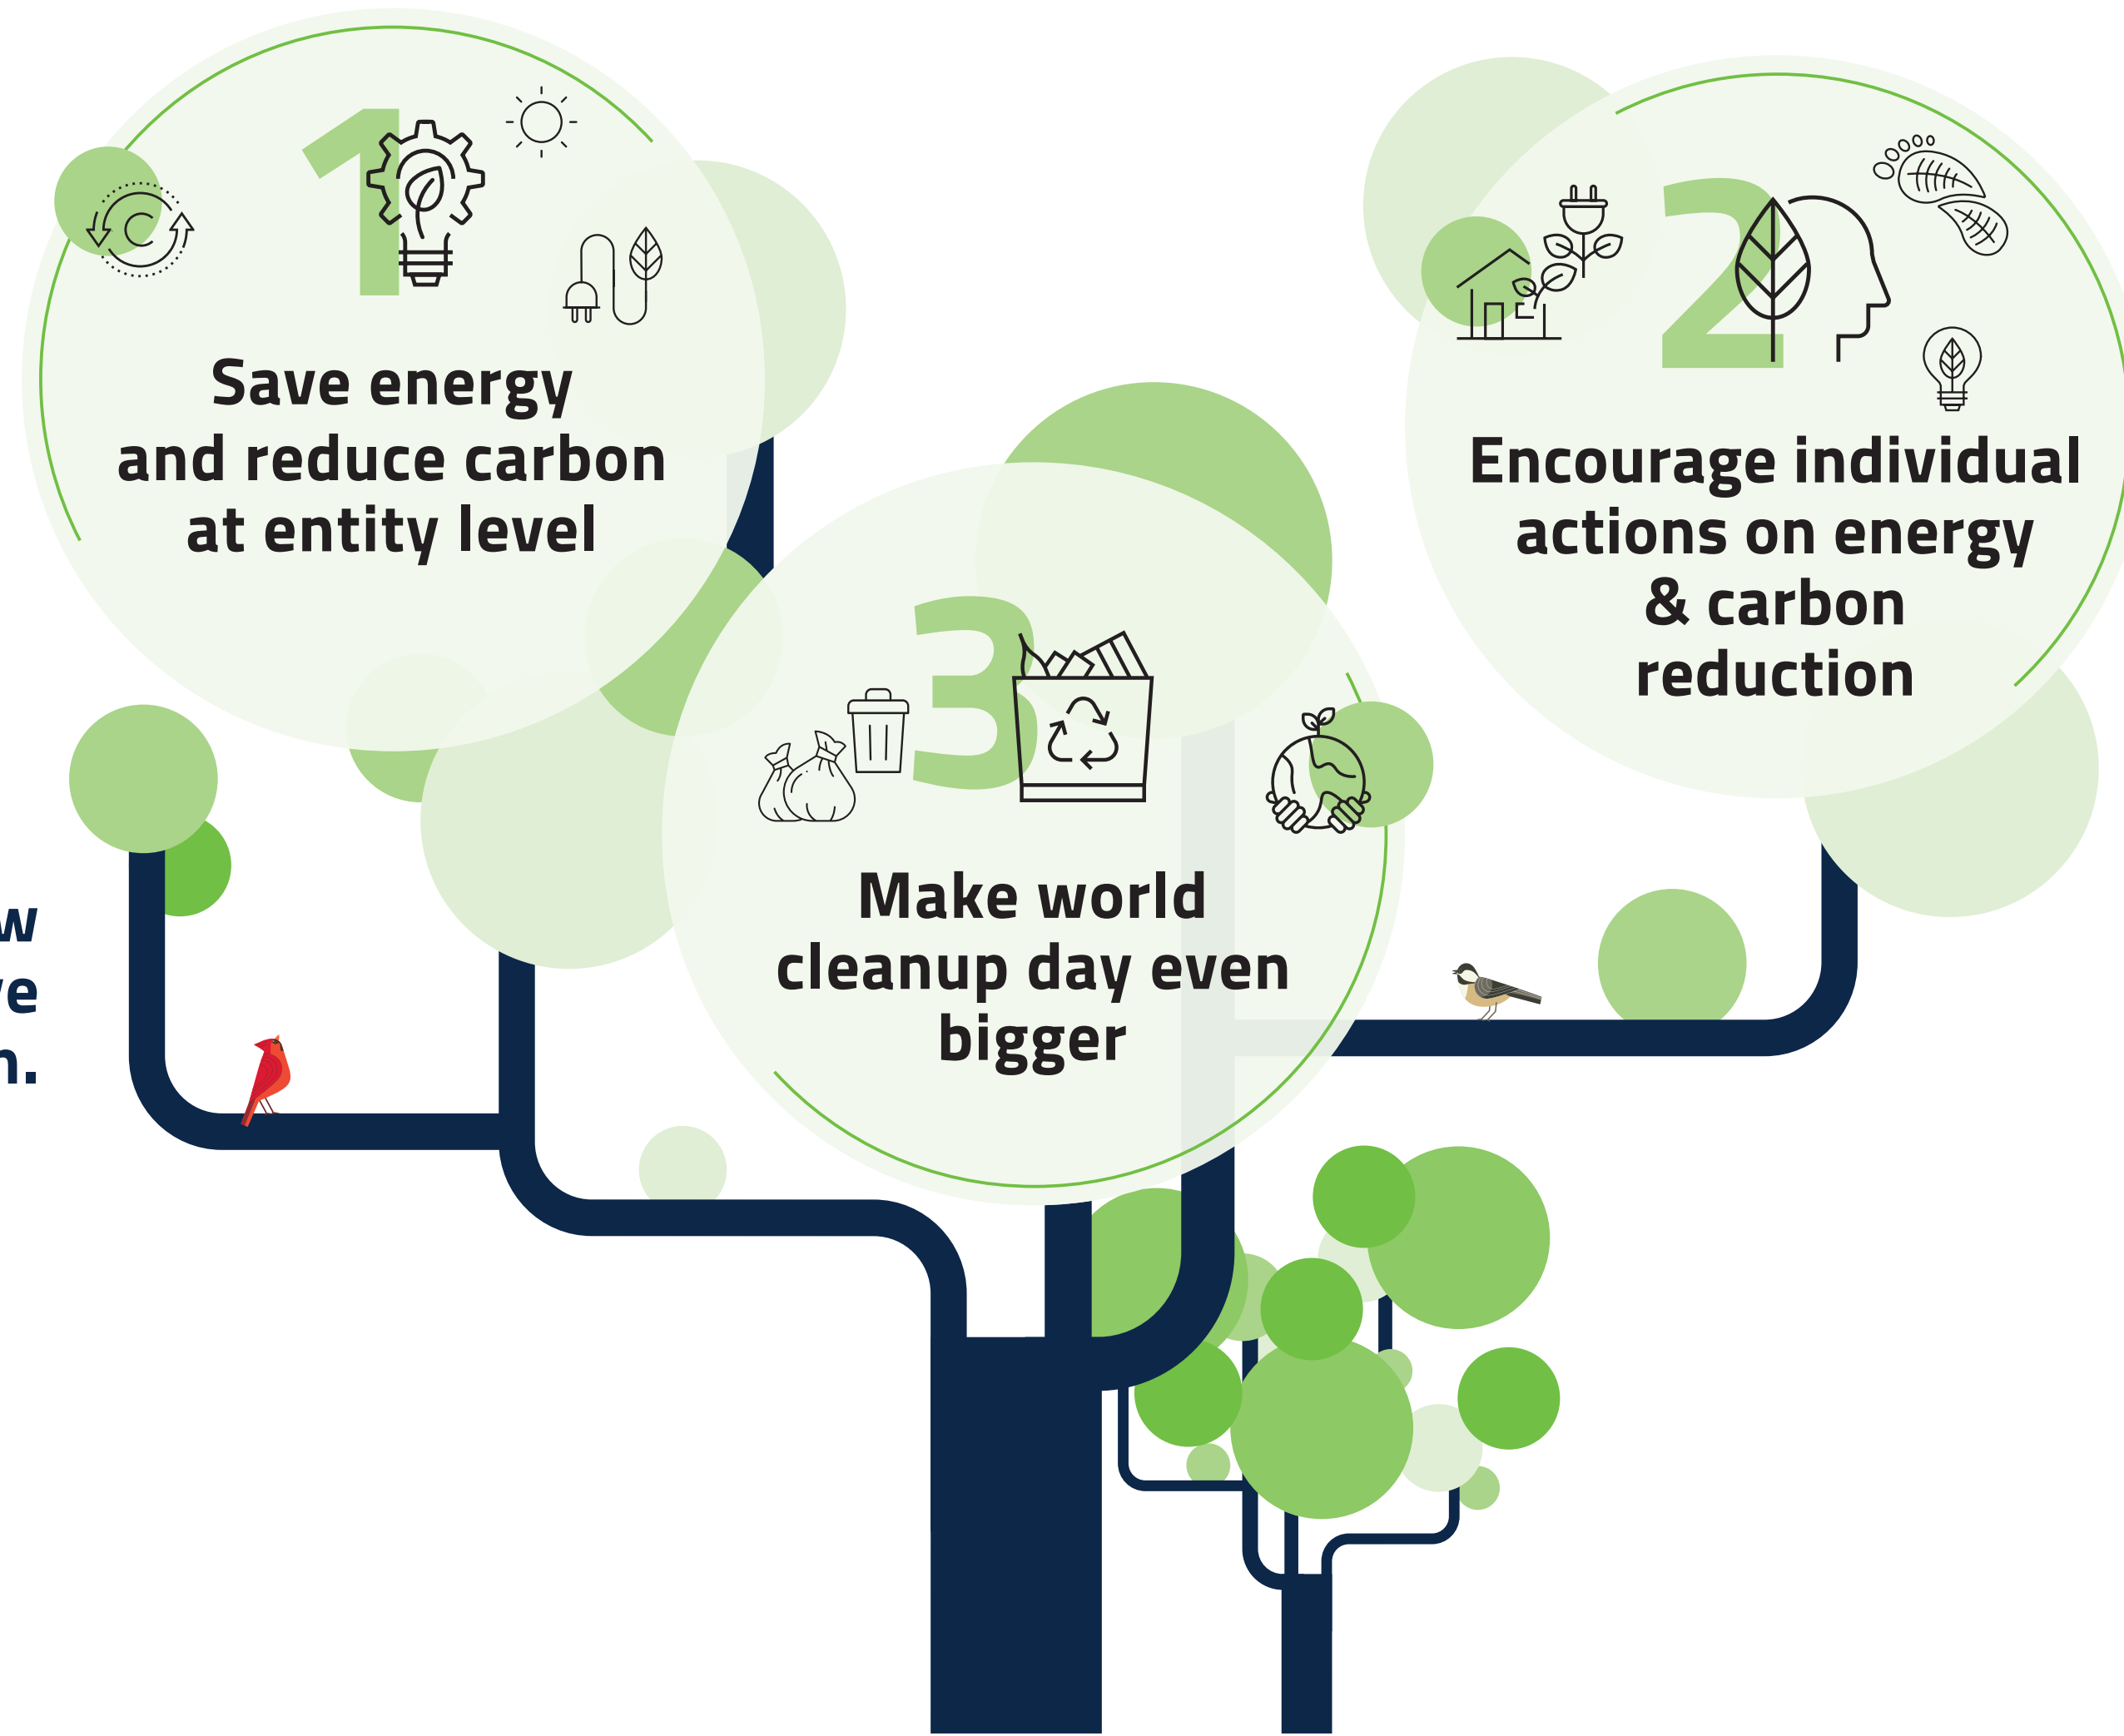 1
Save energy
and reduce carbon
at entity level
2
Encourage individual
actions on energy
& carbon
reduction
3
Make world
cleanup day even
bigger